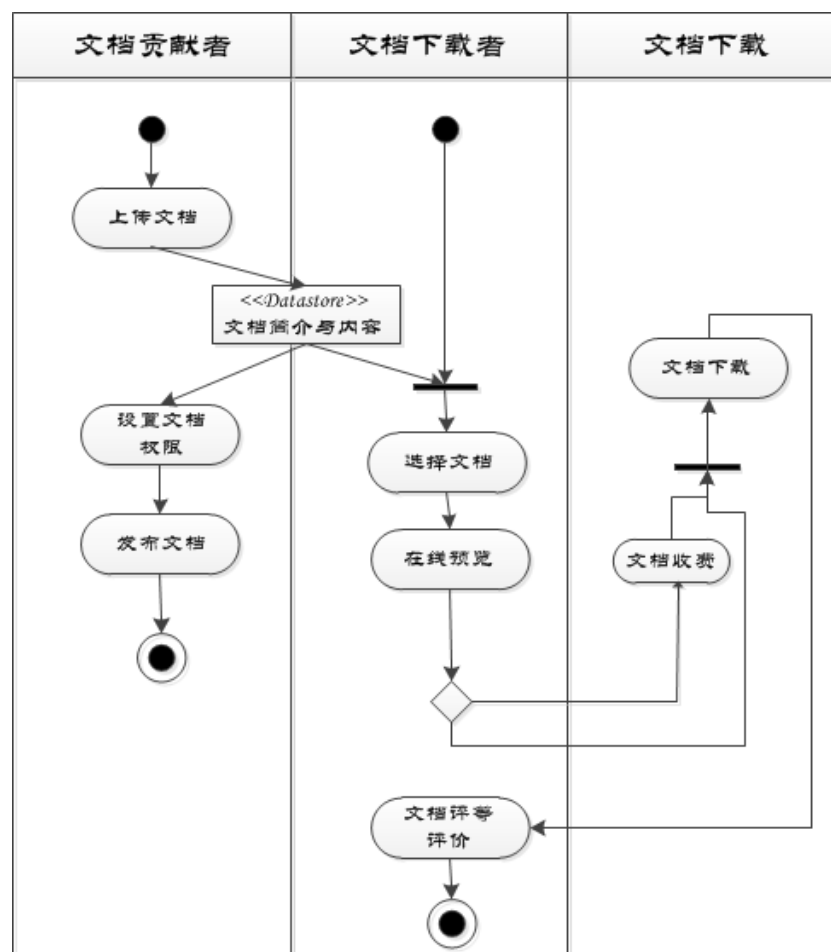 文档贡献者
文档下载者
文档下载
上传文档
<<Datastore>>
文档简介与内容
文档下载
设置文档
权限
选择文档
发布文档
在线预览
文档收费
文档评等
评价